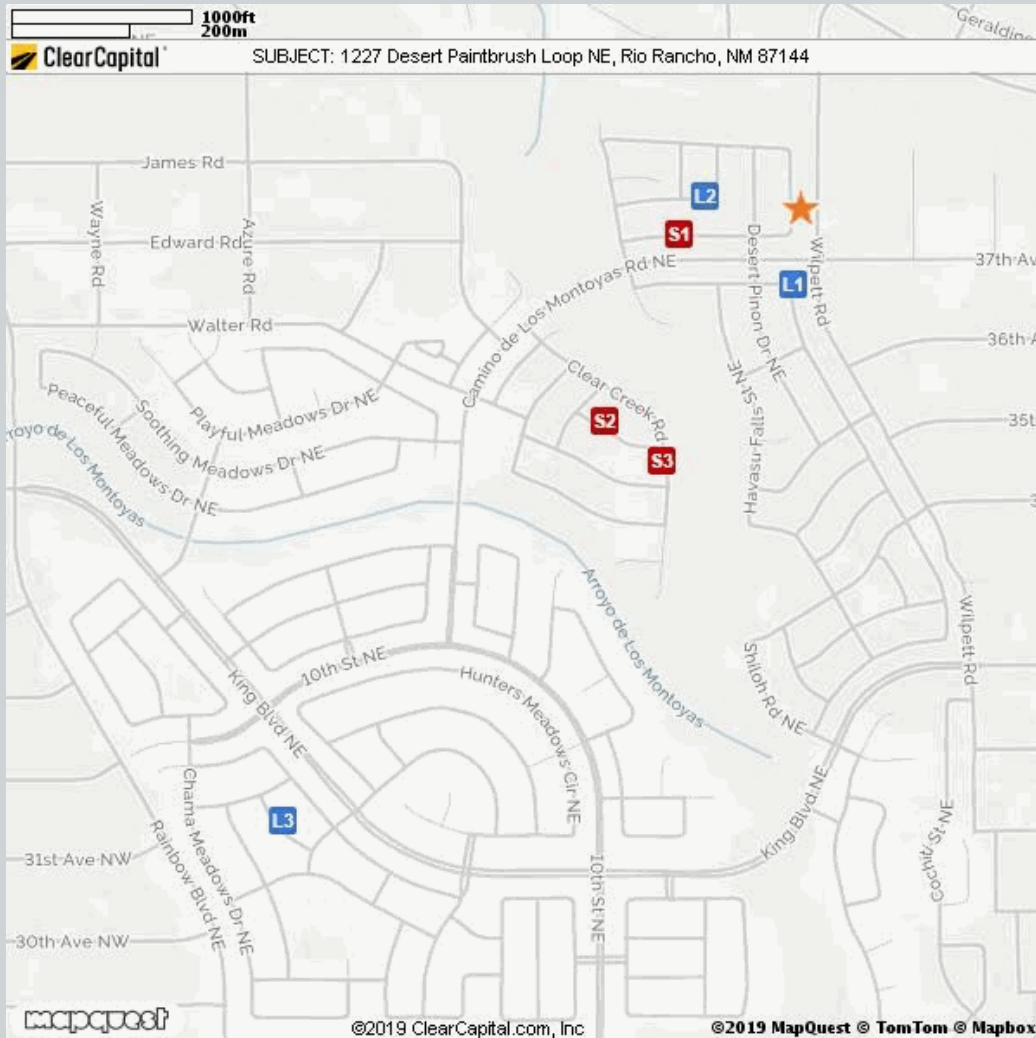 1000ft
200m
NE
Geraldine
ClearCapital
SUBJECT: 1227 Desert Paintbrush Loop NE, Rio Rancho, NM 87144
James Rd
Wayne Rd
Azure Rd
L2
S1
Edward Rd
Desert Pinon Dr NE
Wilpett Rd
37th Av
Camino de Los Montoyas Rd NE
L1
Walter Rd
36th A
Clear Creek Rd
Havasu Falls St NE
Playful Meadows Dr NE
Soothing Meadows Dr NE
Peaceful Meadows Dr NE
S2
35t
royo de Los Montoyas
S3
Arroyo de Los Montoyas
Wilpett Rd
10th St NE
King Blvd NE
Hunters Meadows Cir NE
Shiloh Rd NE
L3
Chama Meadows Dr NE
Rainbow Blvd NE
King Blvd NE
Cochiti St NE
31st Ave NW
10th St NE
30th Ave NW
mapquest
©2019 ClearCapital.com, Inc
©2019 MapQuest © TomTom © Mapbox